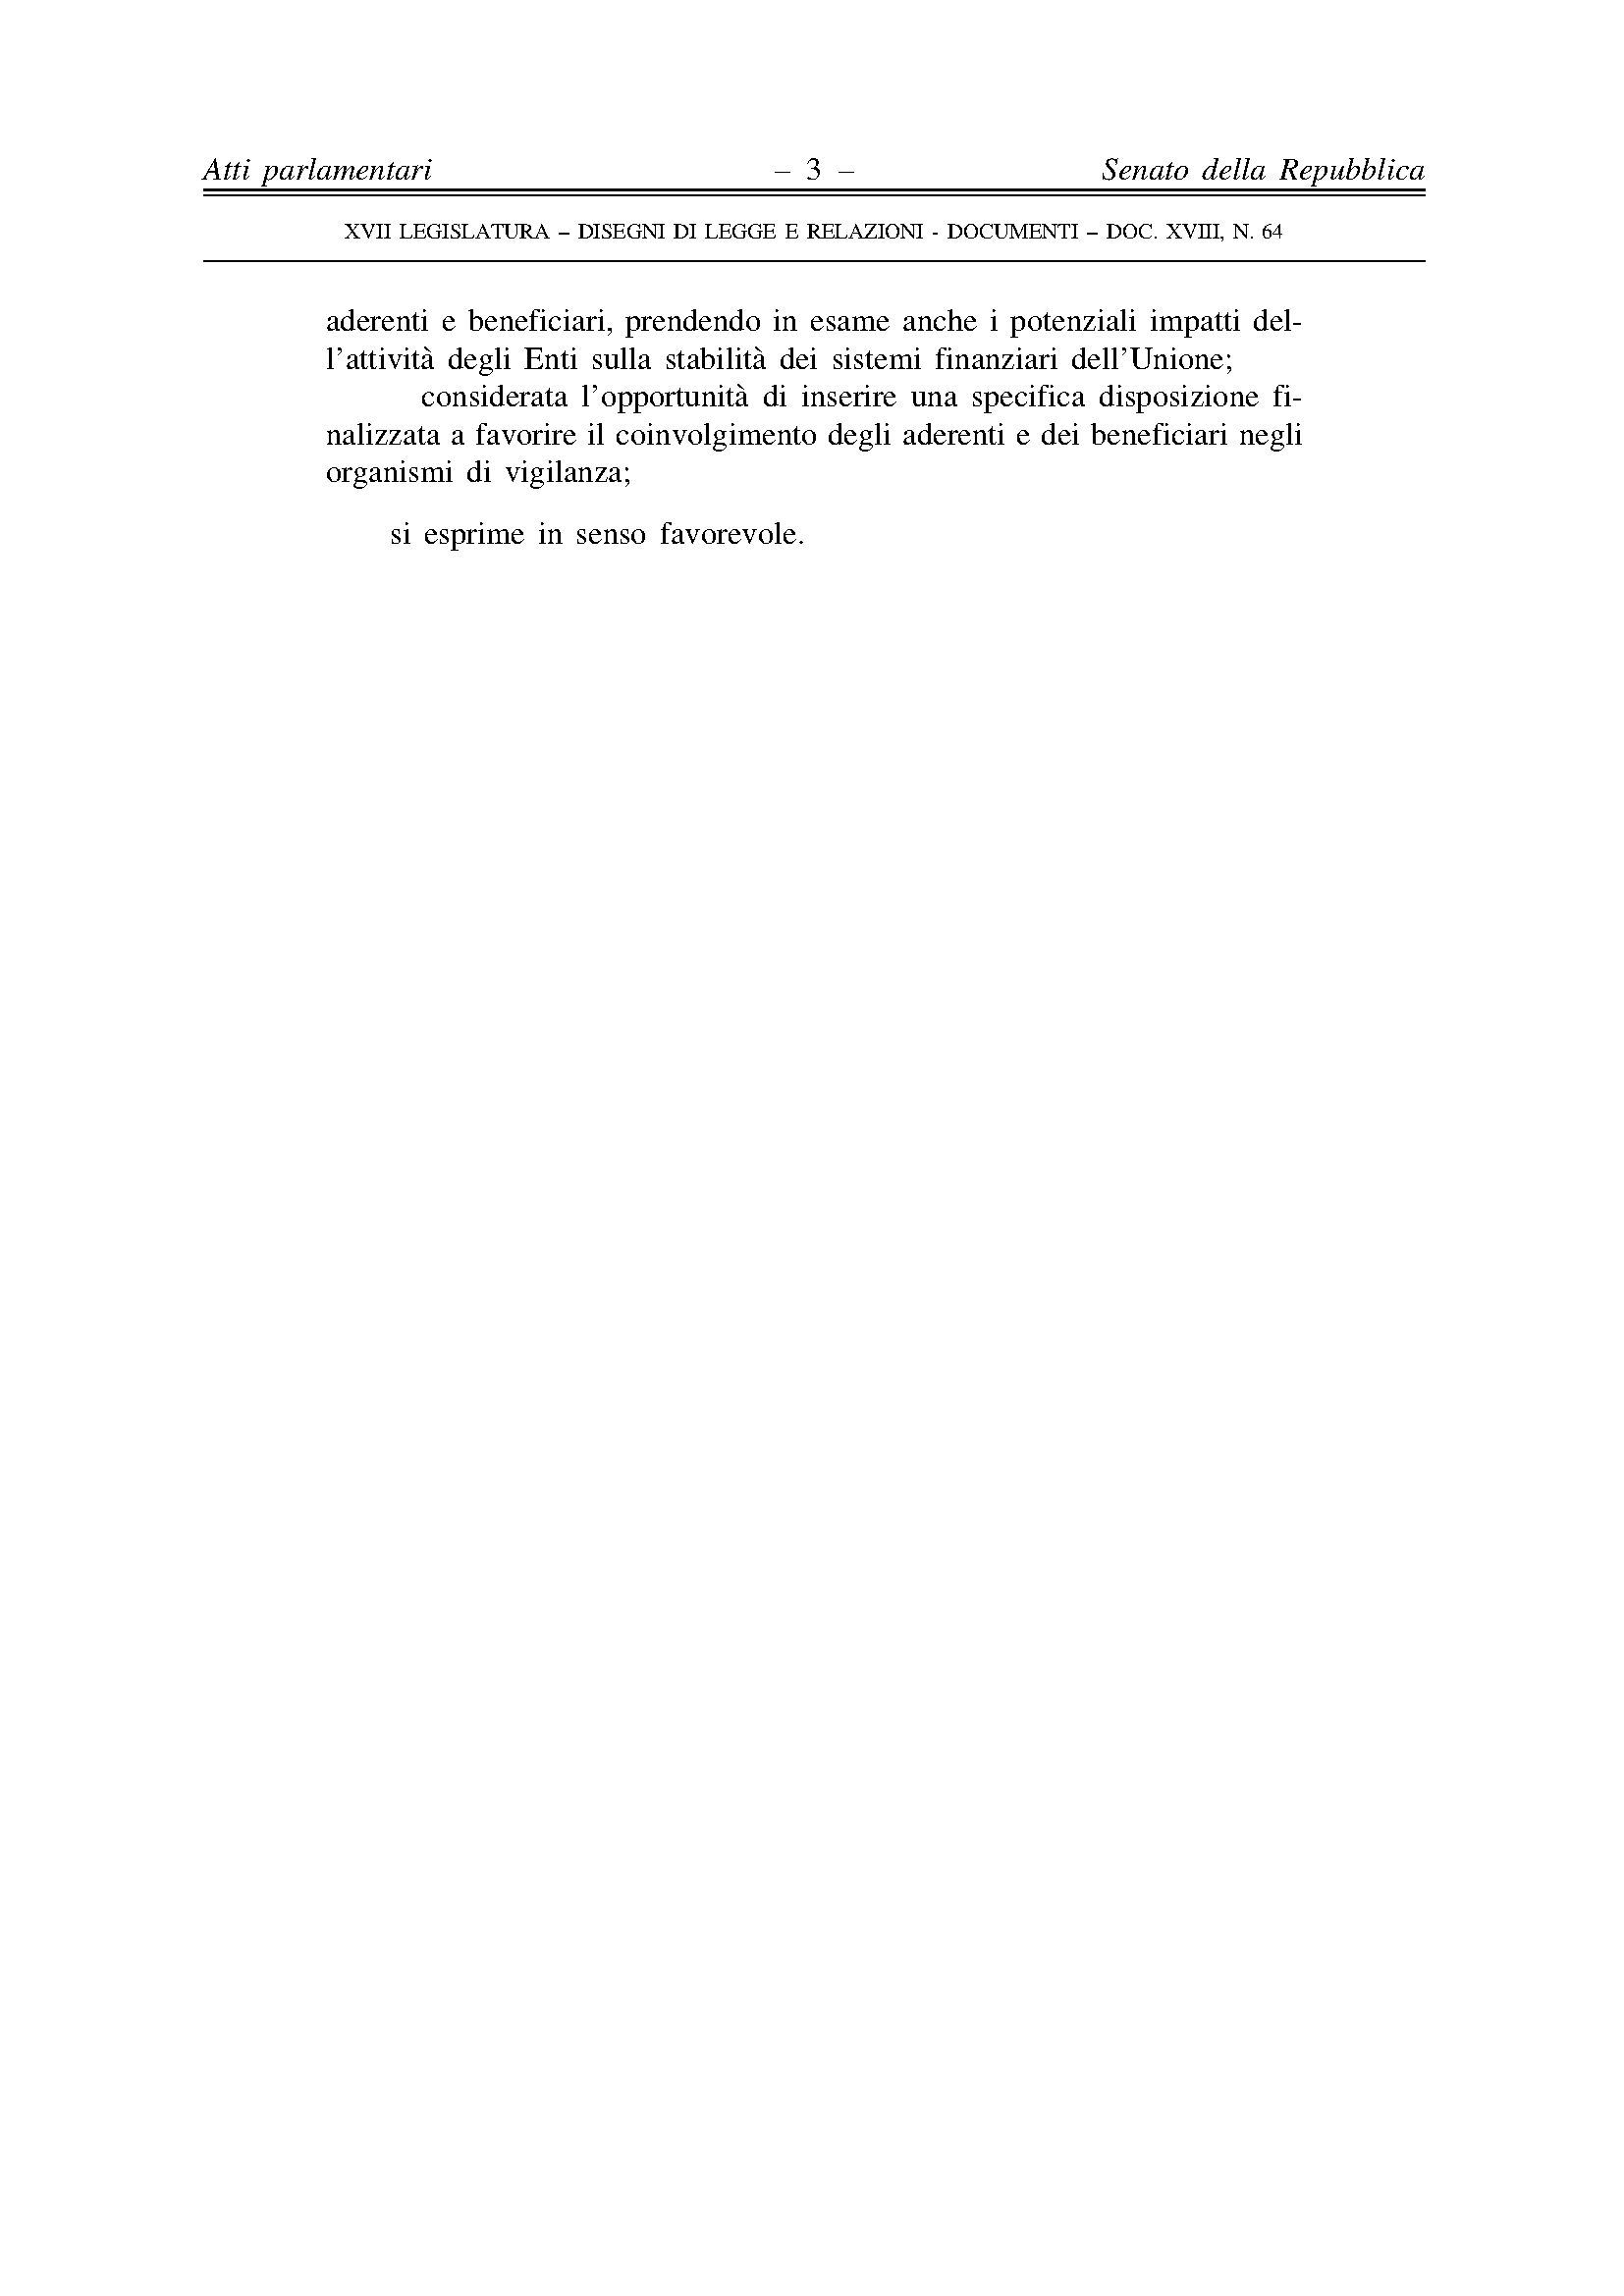 Atti parlamentari – 3 – Senato della Repubblica
XVII LEGISLATURA – DISEGNI DI LEGGE E RELAZIONI - DOCUMENTI – DOC. XVIII, N. 64
aderenti e beneficiari, prendendo in esame anche i potenziali impatti del-
l’attività degli Enti sulla stabilità dei sistemi finanziari dell’Unione;
considerata l’opportunità di inserire una specifica disposizione fi-
nalizzata a favorire il coinvolgimento degli aderenti e dei beneficiari negli
organismi di vigilanza;
si esprime in senso favorevole.